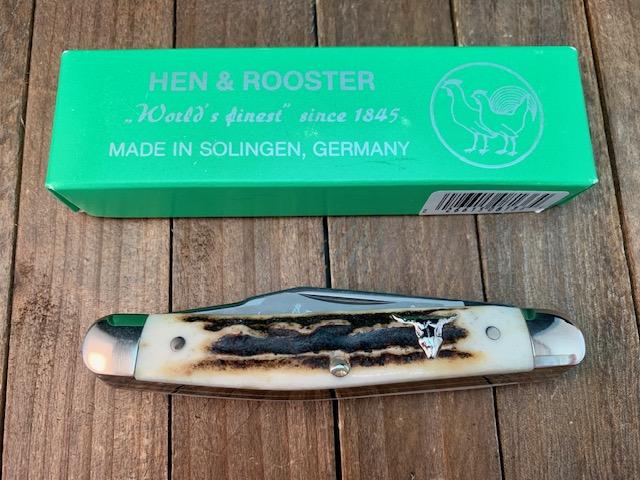 HEN & ROOSTER
„World's finest" since 1845
MADE IN SOLINGEN, GERMANY